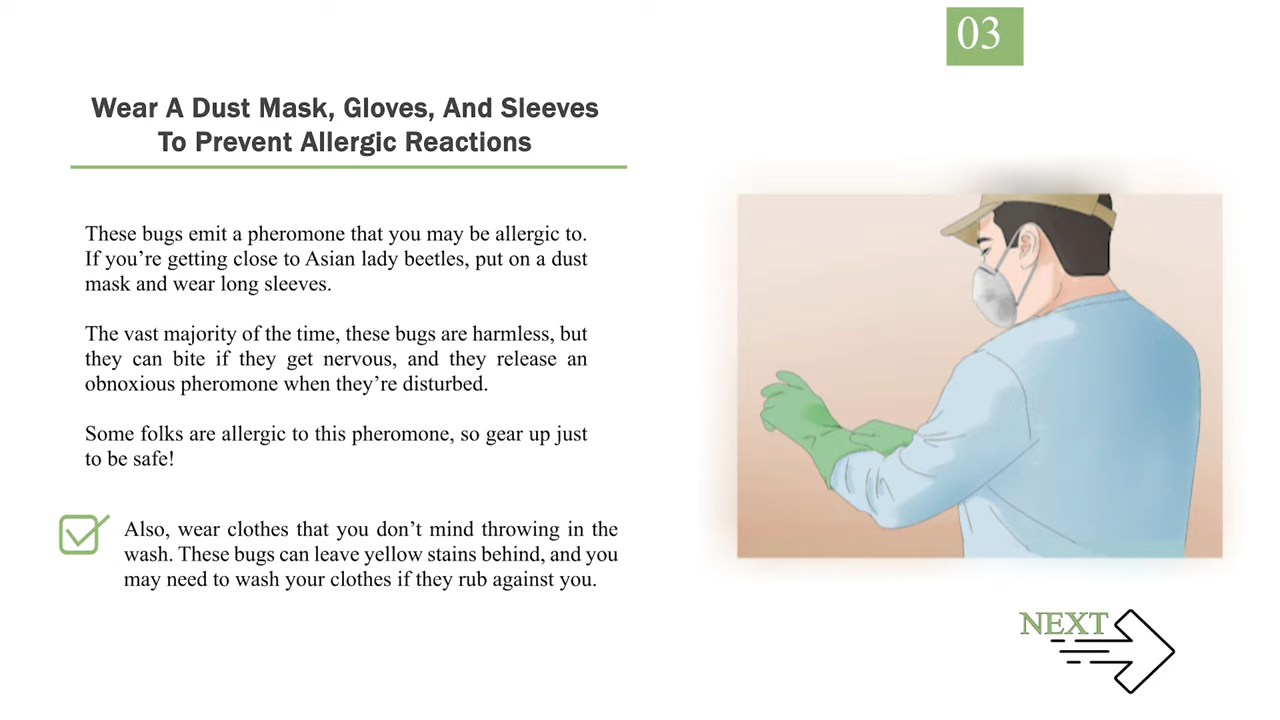 03
Wear A Dust Mask, Gloves, And Sleeves
To Prevent Allergic Reactions
These bugs emit a pheromone that you may be allergic to.
If you’re getting close to Asian lady beetles, put on a dust
mask and wear long sleeves.
The vast majority of the time, these bugs are harmless, but
they can bite if they get nervous, and they release an
obnoxious pheromone when they’re disturbed.
Some folks are allergic to this pheromone, so gear up just
to be safe!
Also, wear clothes that you don’t mind throwing in the
wash. These bugs can leave yellow stains behind, and you
may need to wash your clothes if they rub against you.
NEXT